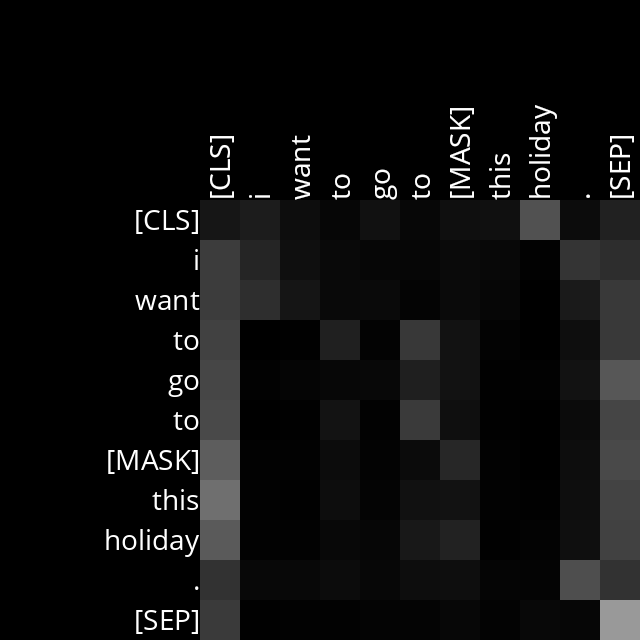 [CLS] i want to go to [MASK] this holiday . [SEP]
[CLS]
i
want
to
go
to
[MASK]
this
holiday
.
[SEP]